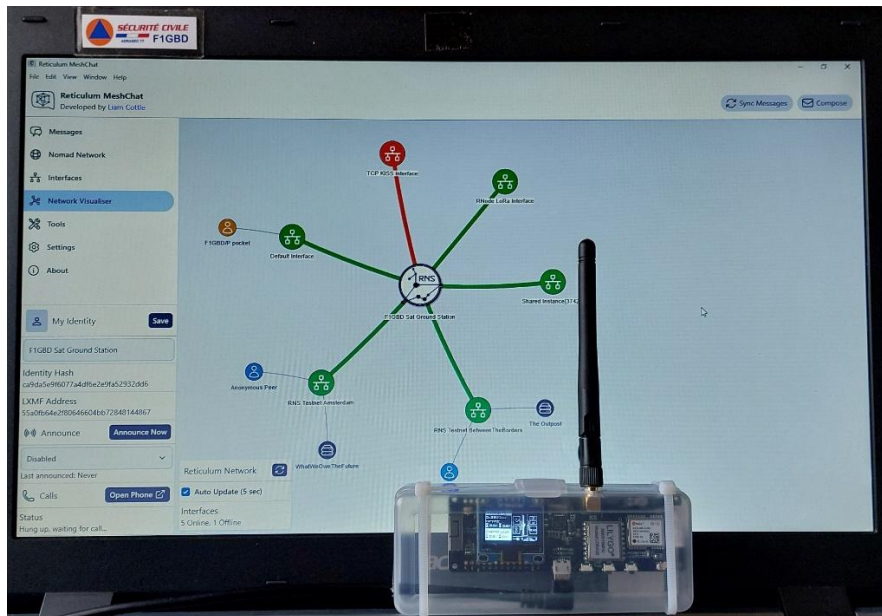 SÉCURITÉ CIVILE
F1GBD
Reticulum MeshChat
File Edit View Window Help
Reticulum MeshChat
Developed by Liam Cottle
Sync Messages
Compose
Messages
Nomad Network
Interfaces
Network Visualiser
Tools
Settings
About
My Identity
Save
F1GBD Sat Ground Station
Identity Hash
ca9da5e9f6077a4df6e2e9fa52932dd6
LXMF Address
55a0fb64e2f80646604bb72848144867
Announce
Announce Now
Disabled
Last announced: Never
Calls
Open Phone
Status
Hung up, waiting for call...
TCP KISS Interface
RNode LoRa Interface
F1GBD/P pocket
Default Interface
RNS
Shared Instance[3742
F1GBD Sat Ground Station
Anonymous Peer
RNS Testnet Amsterdam
RNS Testnet BetweenTheBorders
The Outpost
WhatWeOweTheFuture
Reticulum Network
Auto Update (5 sec)
Interfaces
5 Online, 1 Offline
LILYGO